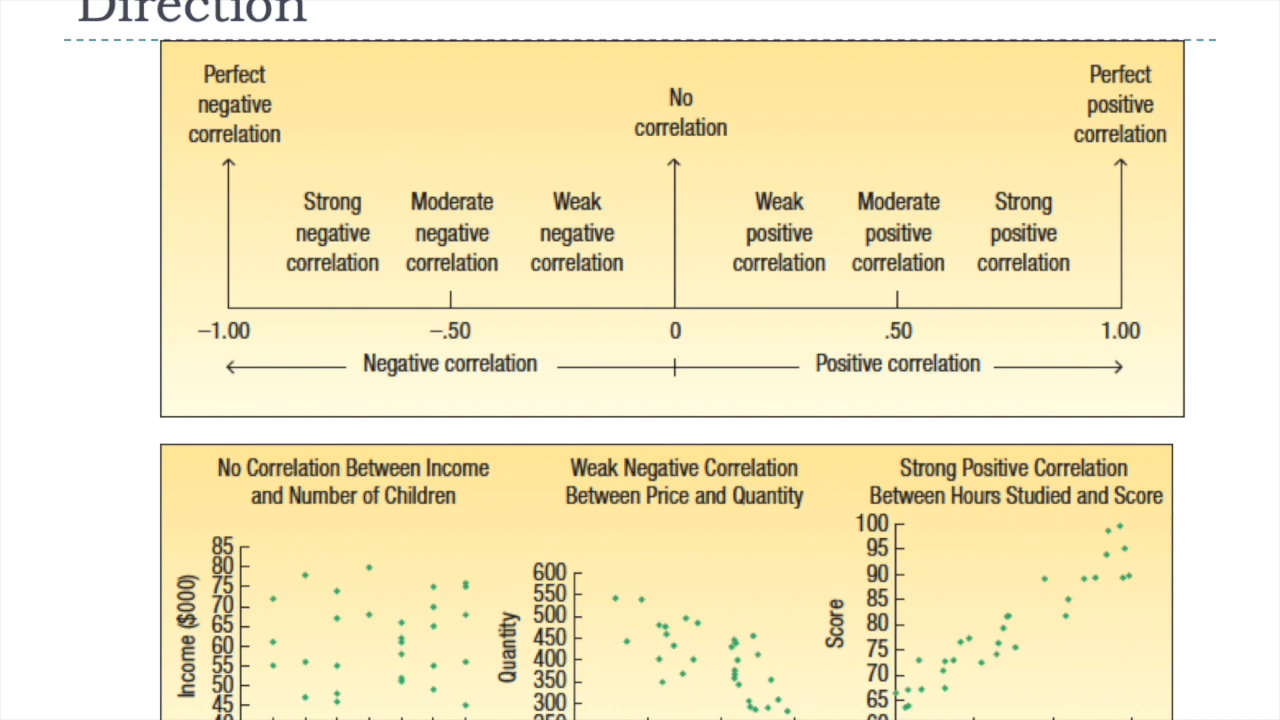 Direction
Perfect
negative
correlation
No
correlation
Perfect
positive
correlation
Strong
negative
correlation
Moderate
negative
correlation
Weak
negative
correlation
Weak
positive
correlation
Moderate
positive
correlation
Strong
positive
correlation
−1.00 −.50 0 .50 1.00
Negative correlation Positive correlation
No Correlation Between Income
and Number of Children
85
80
75
70
65
60
55
50
45
40
Income ($000)
Weak Negative Correlation
Between Price and Quantity
600
550
500
450
400
350
300
250
Quantity
Strong Positive Correlation
Between Hours Studied and Score
100
95
90
85
80
75
70
65
60
Score